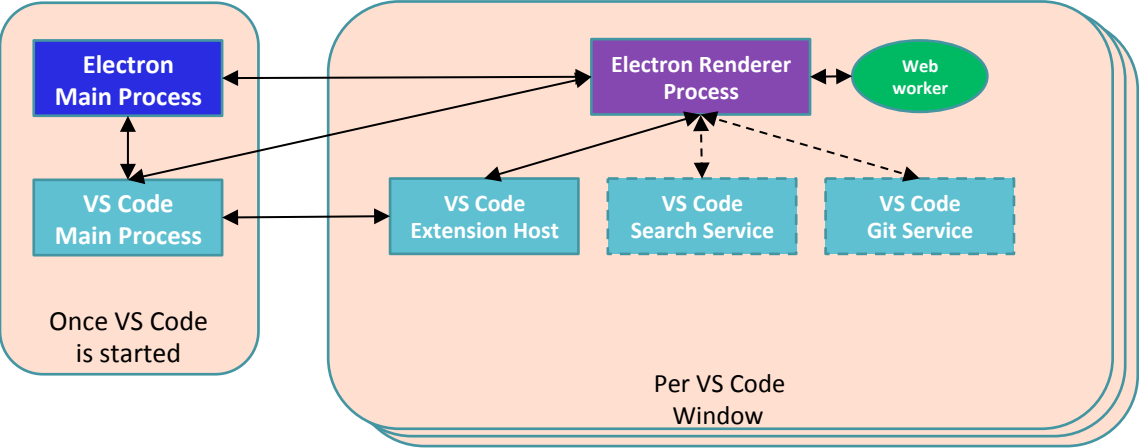 Electron
Main Process
VS Code
Main Process
Once VS Code
is started
Electron Renderer
Process
Web
worker
VS Code
Extension Host
VS Code
Search Service
VS Code
Git Service
Per VS Code
Window